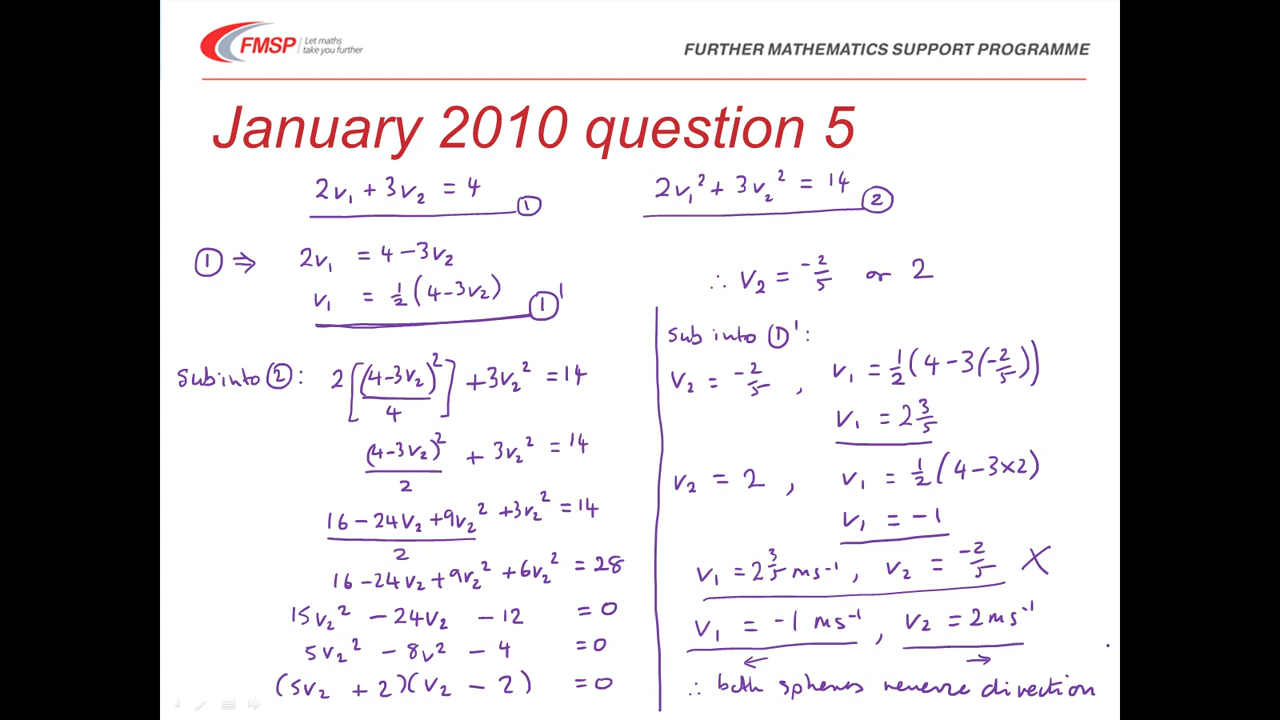 FMSP Let maths
take you further
FURTHER MATHEMATICS SUPPORT PROGRAMME
January 2010 question 5
2v₁ + 3v₂ = 4 ①
2v₁² + 3v₂² = 14 ②
① ⇒ 2v₁ = 4 - 3v₂
v₁ = 1/2 (4-3v₂) ①'
Sub into ②: 2[(4-3v₂)²/4] + 3v₂² = 14
(4-3v₂)²/2 + 3v₂² = 14
(16 - 24v₂ + 9v₂²)/2 + 3v₂² = 14
16 - 24v₂ + 9v₂² + 6v₂² = 28
15v₂² - 24v₂ - 12 = 0
5v₂² - 8v² - 4 = 0
(5v₂ + 2)(v₂ - 2) = 0
∴ v₂ = -2/5 or 2
Sub into ①':
v₂ = -2/5 , v₁ = 1/2 (4 - 3(-2/5))
v₁ = 2 3/5
v₂ = 2 , v₁ = 1/2 (4 - 3×2)
v₁ = -1
v₁ = 2 3/5 ms⁻¹, v₂ = -2/5 X
v₁ = -1 ms⁻¹, v₂ = 2 ms⁻¹
← →
∴ both spheres reverse direction